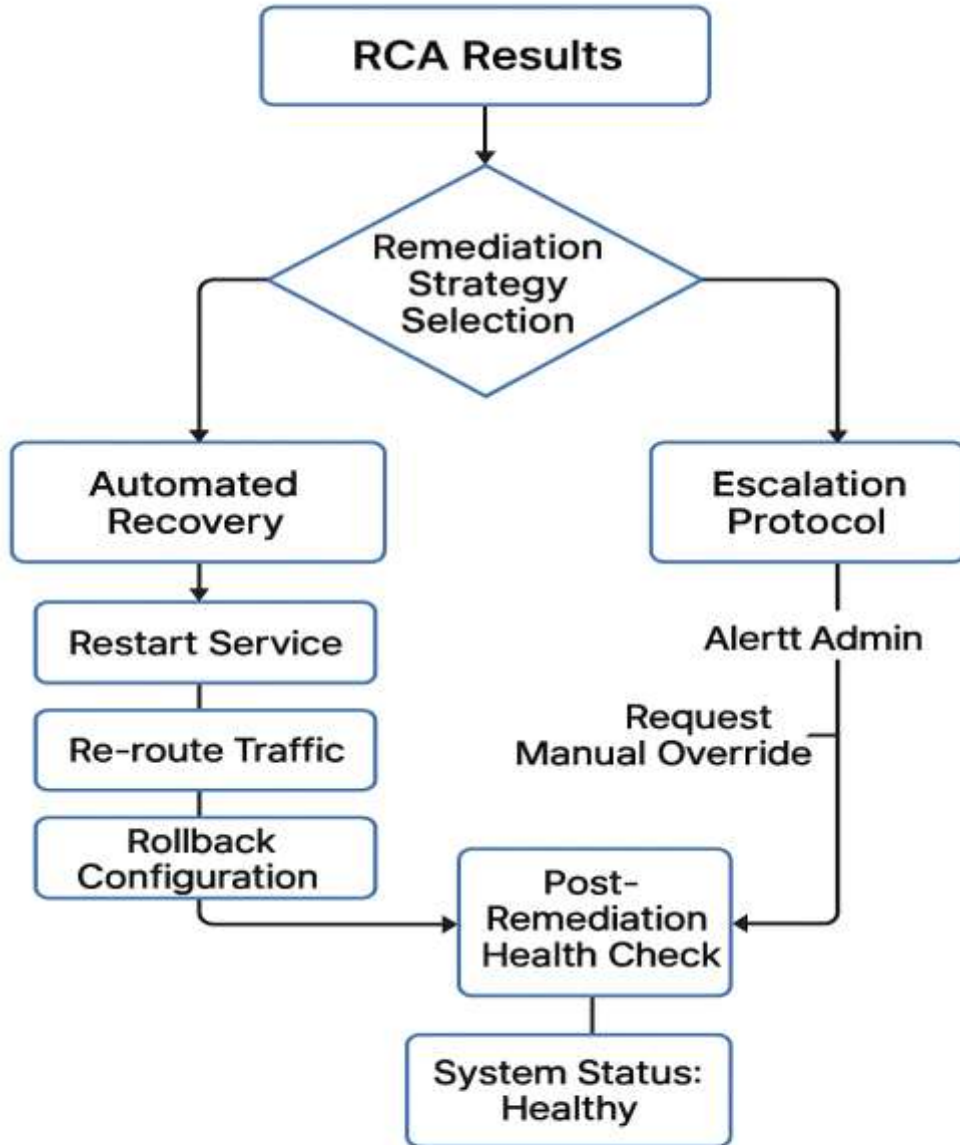 RCA Results
Remediation
Strategy
Selection
Automated
Recovery
Restart Service
Re-route Traffic
Rollback
Configuration
Escalation
Protocol
Alertt Admin
Request
Manual Override
Post-
Remediation
Health Check
System Status:
Healthy